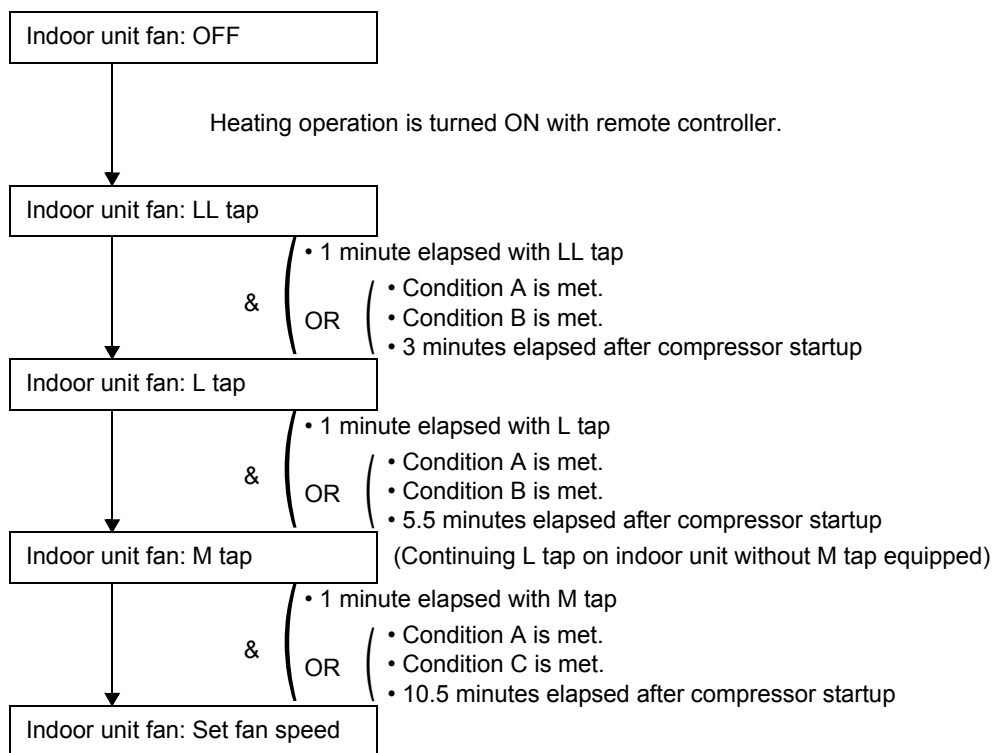 Indoor unit fan: OFF
Heating operation is turned ON with remote controller.
Indoor unit fan: LL tap
• 1 minute elapsed with LL tap
&
OR
• Condition A is met.
• Condition B is met.
• 3 minutes elapsed after compressor startup
Indoor unit fan: L tap
• 1 minute elapsed with L tap
&
OR
• Condition A is met.
• Condition B is met.
• 5.5 minutes elapsed after compressor startup
Indoor unit fan: M tap
(Continuing L tap on indoor unit without M tap equipped)
• 1 minute elapsed with M tap
&
OR
• Condition A is met.
• Condition C is met.
• 10.5 minutes elapsed after compressor startup
Indoor unit fan: Set fan speed